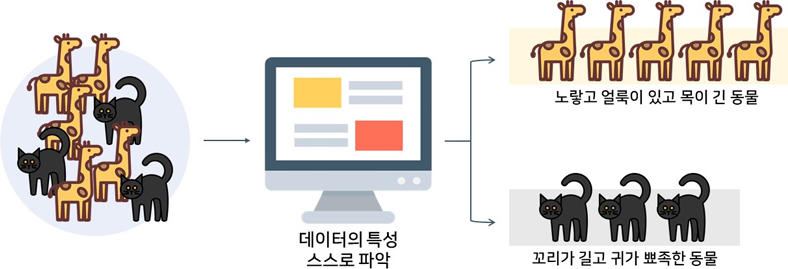 노랗고 얼룩이 있고 목이 긴 동물
데이터의 특성
스스로 파악
꼬리가 길고 귀가 뾰족한 동물